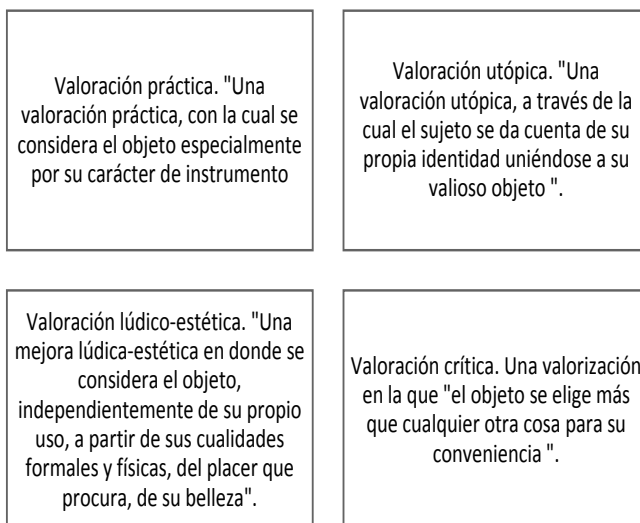 Valoración práctica. "Una
valoración práctica, con la cual se
considera el objeto especialmente
por su carácter de instrumento
Valoración utópica. "Una
valoración utópica, a través de la
cual el sujeto se da cuenta de su
propia identidad uniéndose a su
valioso objeto ".
Valoración lúdico-estética. "Una
mejora lúdica-estética en donde se
considera el objeto,
independientemente de su propio
uso, a partir de sus cualidades
formales y físicas, del placer que
procura, de su belleza".
Valoración crítica. Una valorización
en la que "el objeto se elige más
que cualquier otra cosa para su
conveniencia ".